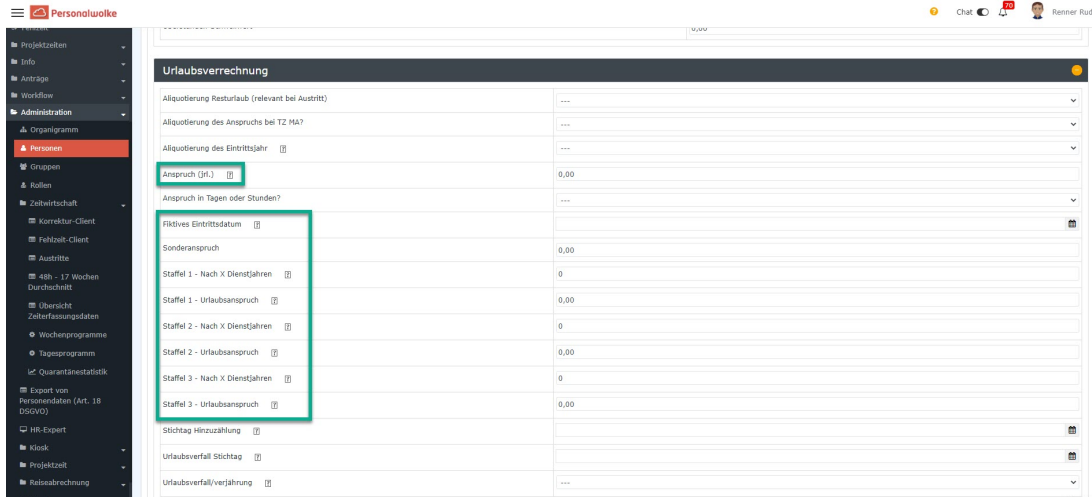 Personalwolke
Chat
70
Renner Rud
Projektzeiten
Info
Anträge
Workflow
Administration
Organigramm
Personen
Gruppen
Rollen
Zeitwirtschaft
Korrektur-Client
Fehlzeit-Client
Austritte
48h - 17 Wochen
Durchschnitt
Übersicht
Zeiterfassungsdaten
Wochenprogramme
Tagesprogramm
Quarantänestatistik
Export von
Personendaten (Art. 18
DSGVO)
HR-Expert
Kiosk
Projektzeit
Reiseabrechnung
0,00
Urlaubsverrechnung
Aliquotierung Resturlaub (relevant bei Austritt)
---
Aliquotierung des Anspruchs bei TZ MA?
---
Aliquotierung des Eintrittsjahr ?
---
Anspruch (jrl.) ?
0,00
Anspruch in Tagen oder Stunden?
---
Fiktives Eintrittsdatum ?
Sonderanspruch
0,00
Staffel 1 - Nach X Dienstjahren ?
0
Staffel 1 - Urlaubsanspruch ?
0,00
Staffel 2 - Nach X Dienstjahren ?
0
Staffel 2 - Urlaubsanspruch ?
0,00
Staffel 3 - Nach X Dienstjahren ?
0
Staffel 3 - Urlaubsanspruch ?
0,00
Stichtag Hinzuzählung ?
Urlaubsverfall Stichtag ?
Urlaubsverfall/verjährung ?
---